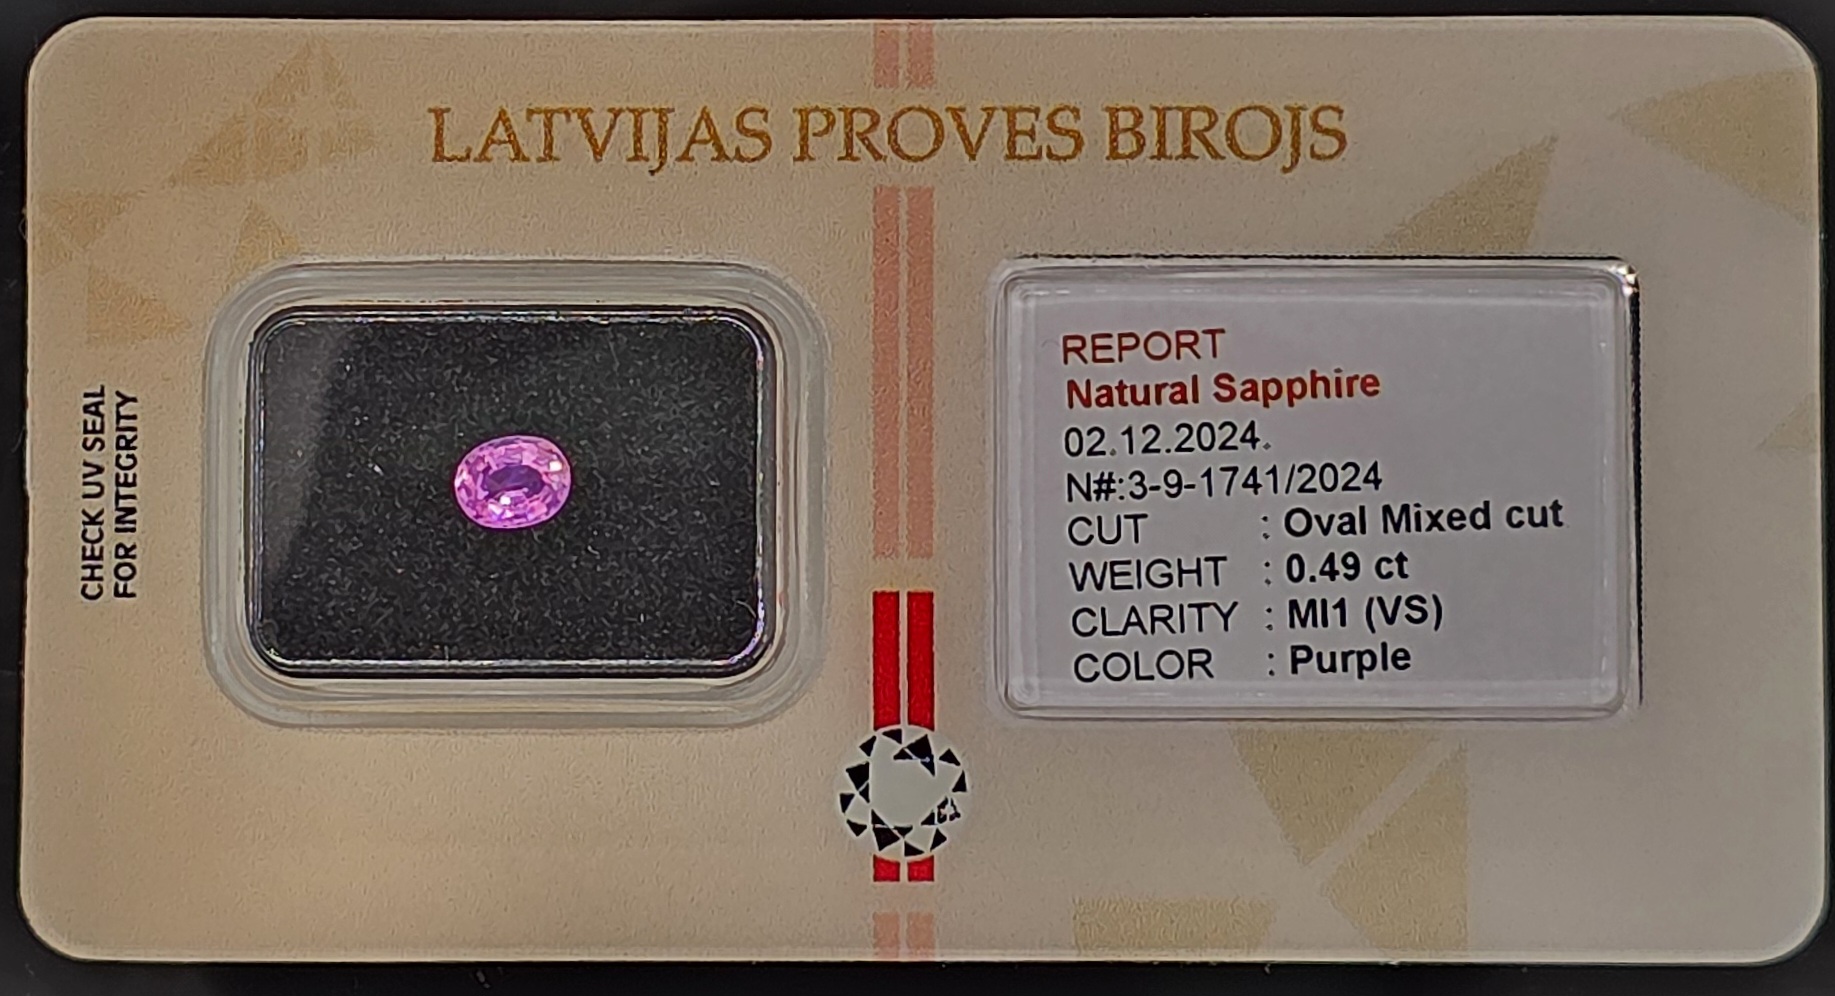 LATVIJAS PROVES BIROJS
CHECK UV SEAL
FOR INTEGRITY
REPORT
Natural Sapphire
02.12.2024.
N#:3-9-1741/2024
CUT : Oval Mixed cut
WEIGHT : 0.49 ct
CLARITY : MI1 (VS)
COLOR : Purple